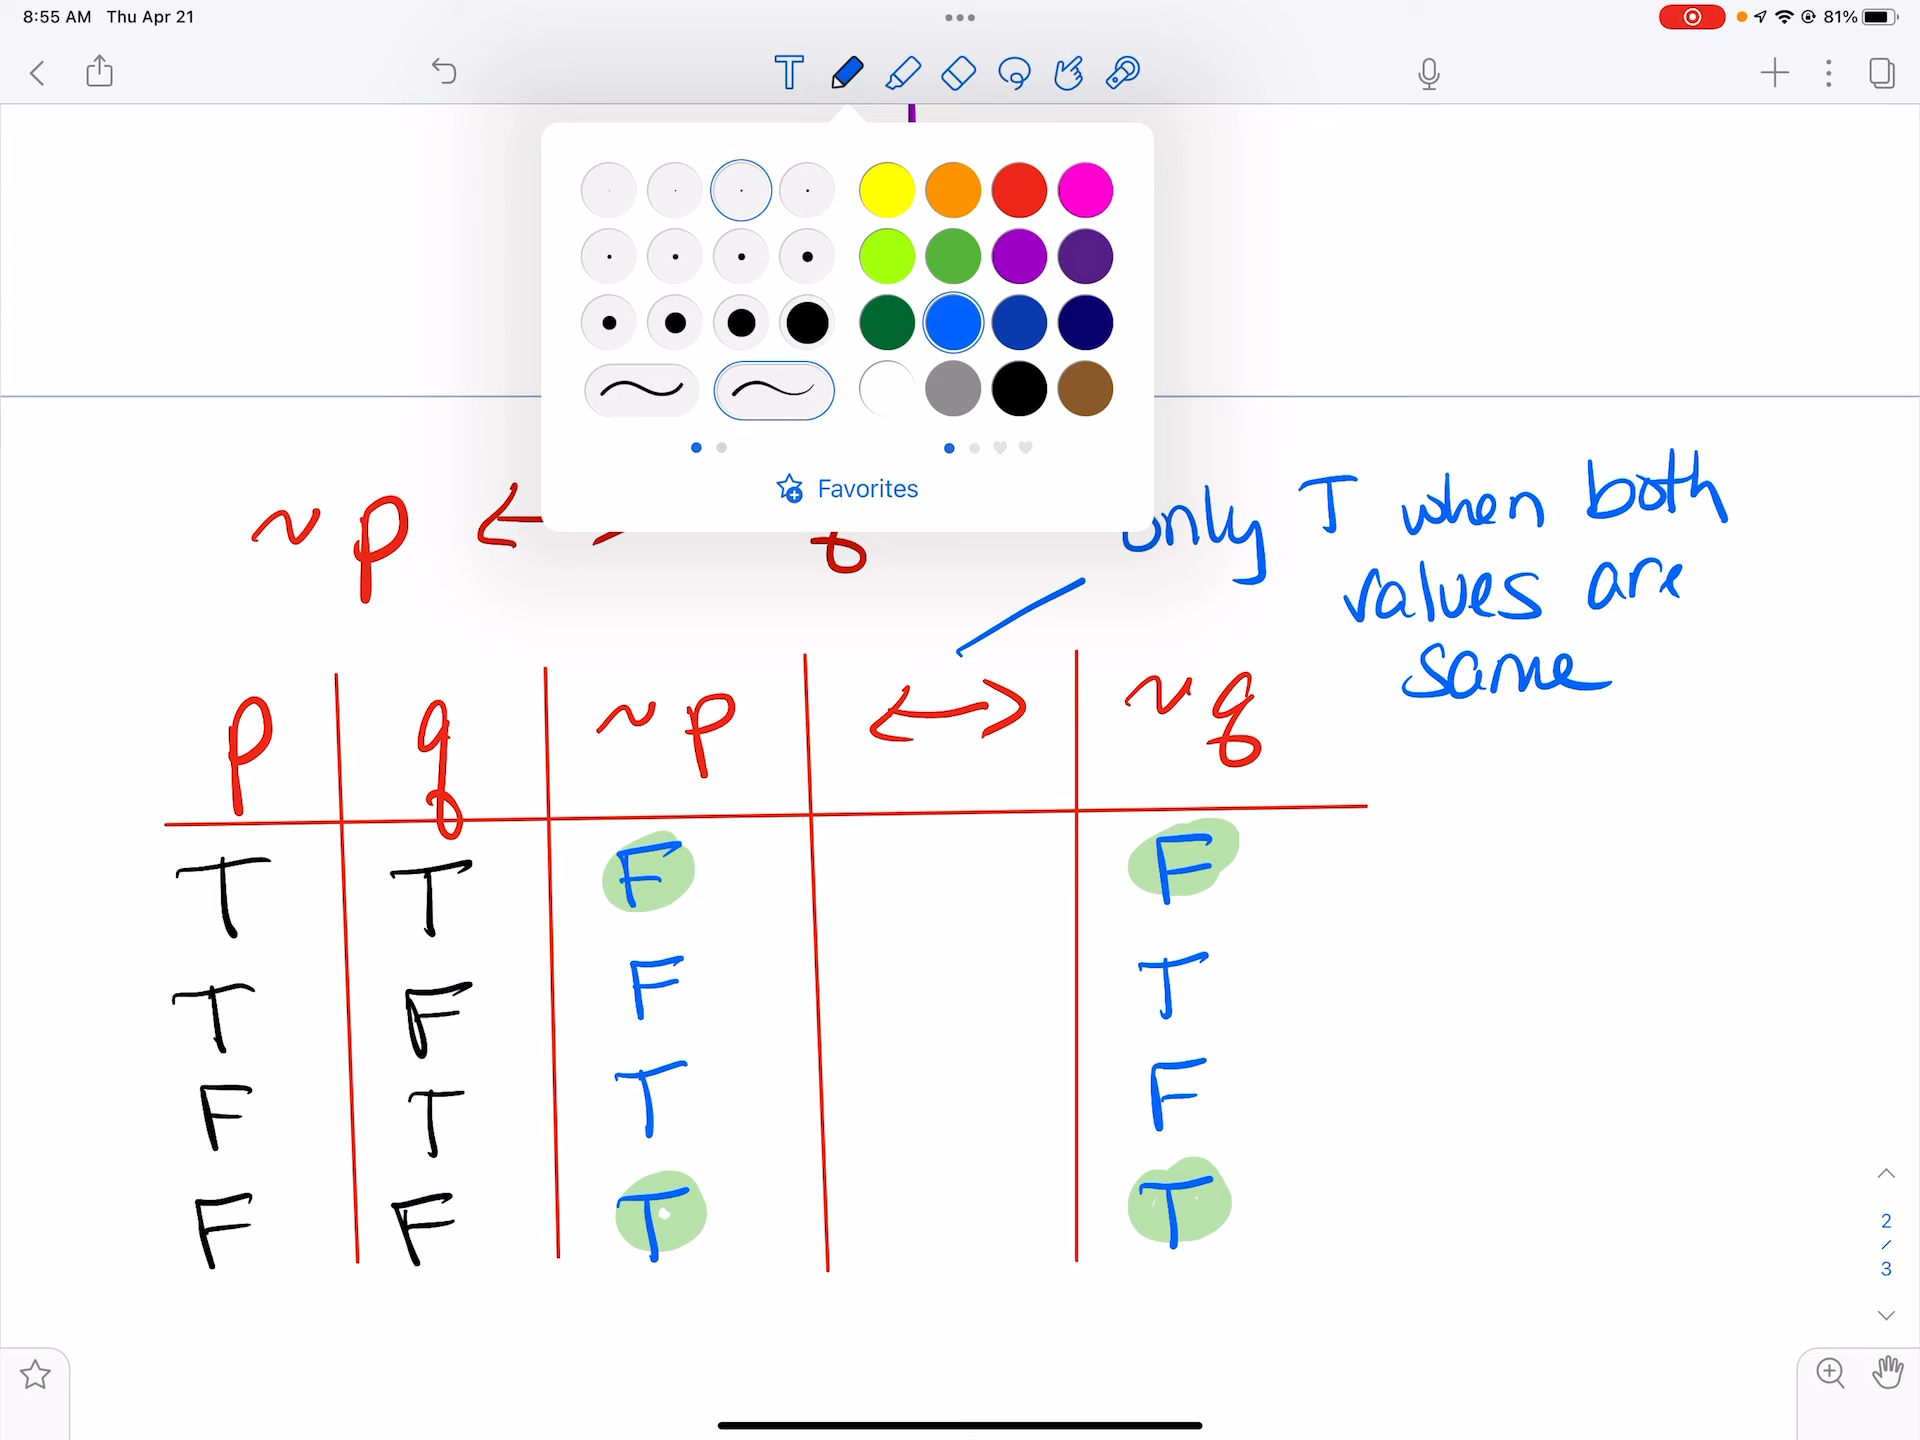 8:55 AM Thu Apr 21
81%
T
Favorites
~p ↔ q
only T when both
values are
same
p q ~p ↔ ~q
T T F F
T F F T
F T T F
F F T T
2
/
3